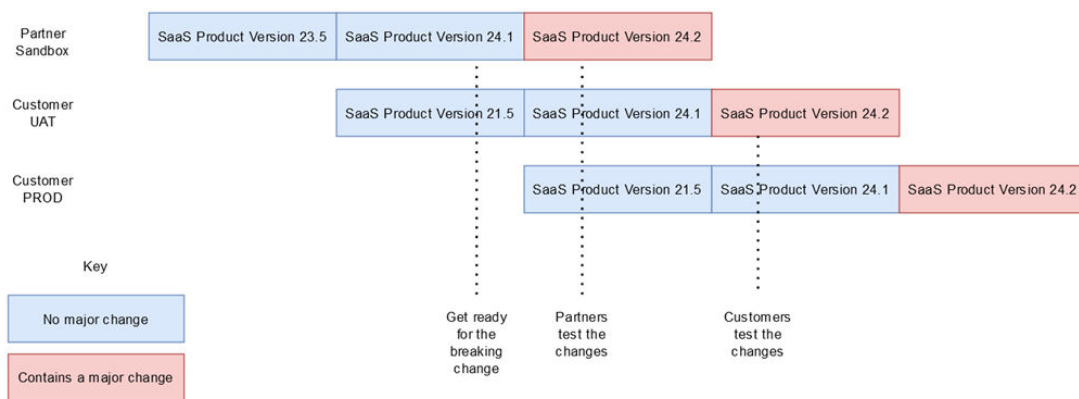 Partner
Sandbox
SaaS Product Version 23.5
SaaS Product Version 24.1
SaaS Product Version 24.2
Customer
UAT
SaaS Product Version 21.5
SaaS Product Version 24.1
SaaS Product Version 24.2
Customer
PROD
SaaS Product Version 21.5
SaaS Product Version 24.1
SaaS Product Version 24.2
Key
No major change
Contains a major change
Get ready
for the
breaking
change
Partners
test the
changes
Customers
test the
changes